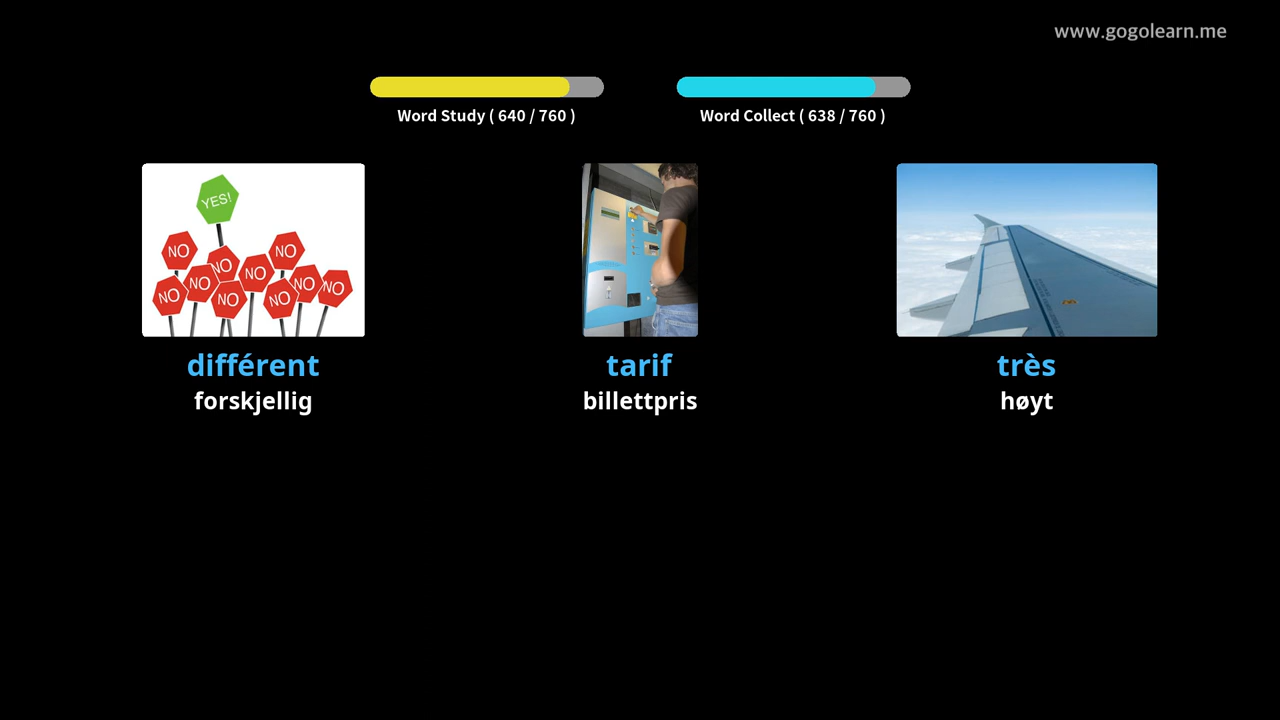 www.gogolearn.me
Word Study ( 640 / 760 )
Word Collect ( 638 / 760 )
YES!
NO
NO
NO
NO
NO
NO
NO
NO
NO
NO
différent
forskjellig
tarif
billettpris
très
høyt